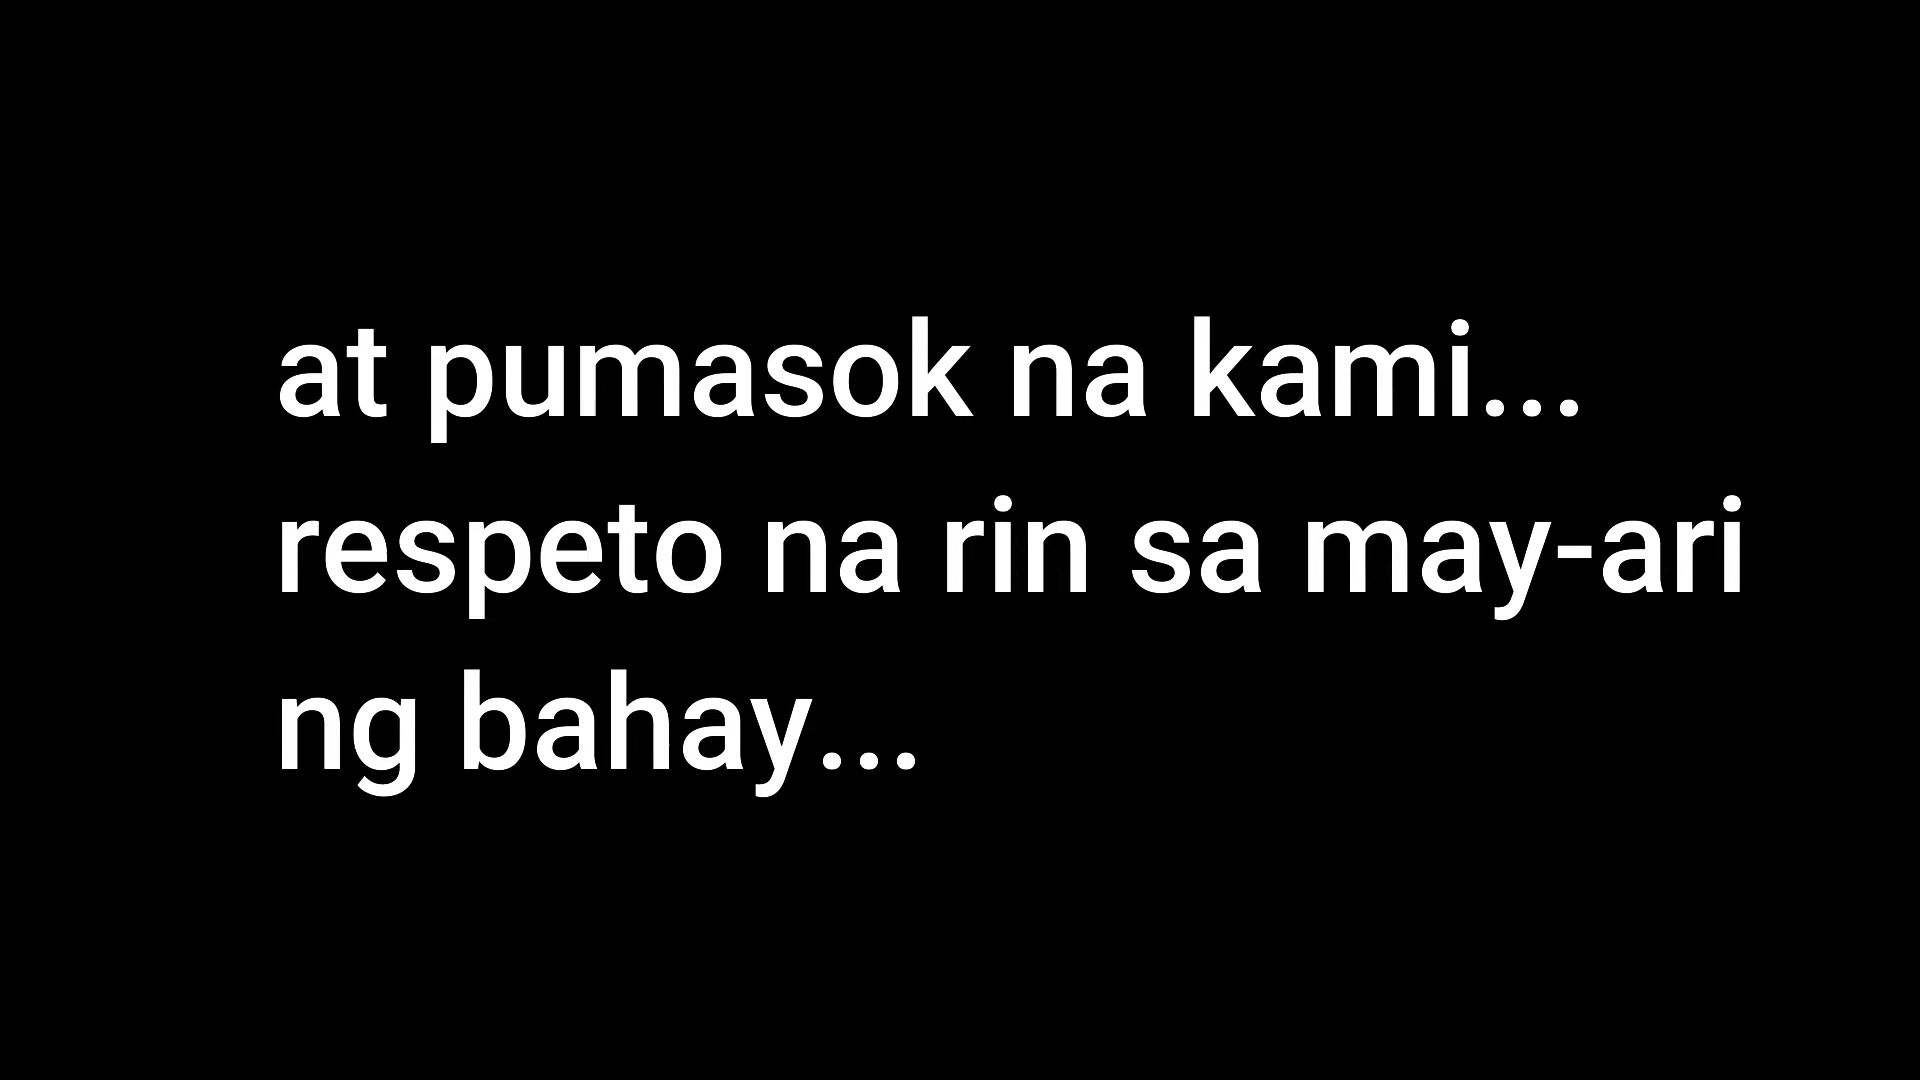 at pumasok na kami...
respeto na rin sa may-ari
ng bahay...